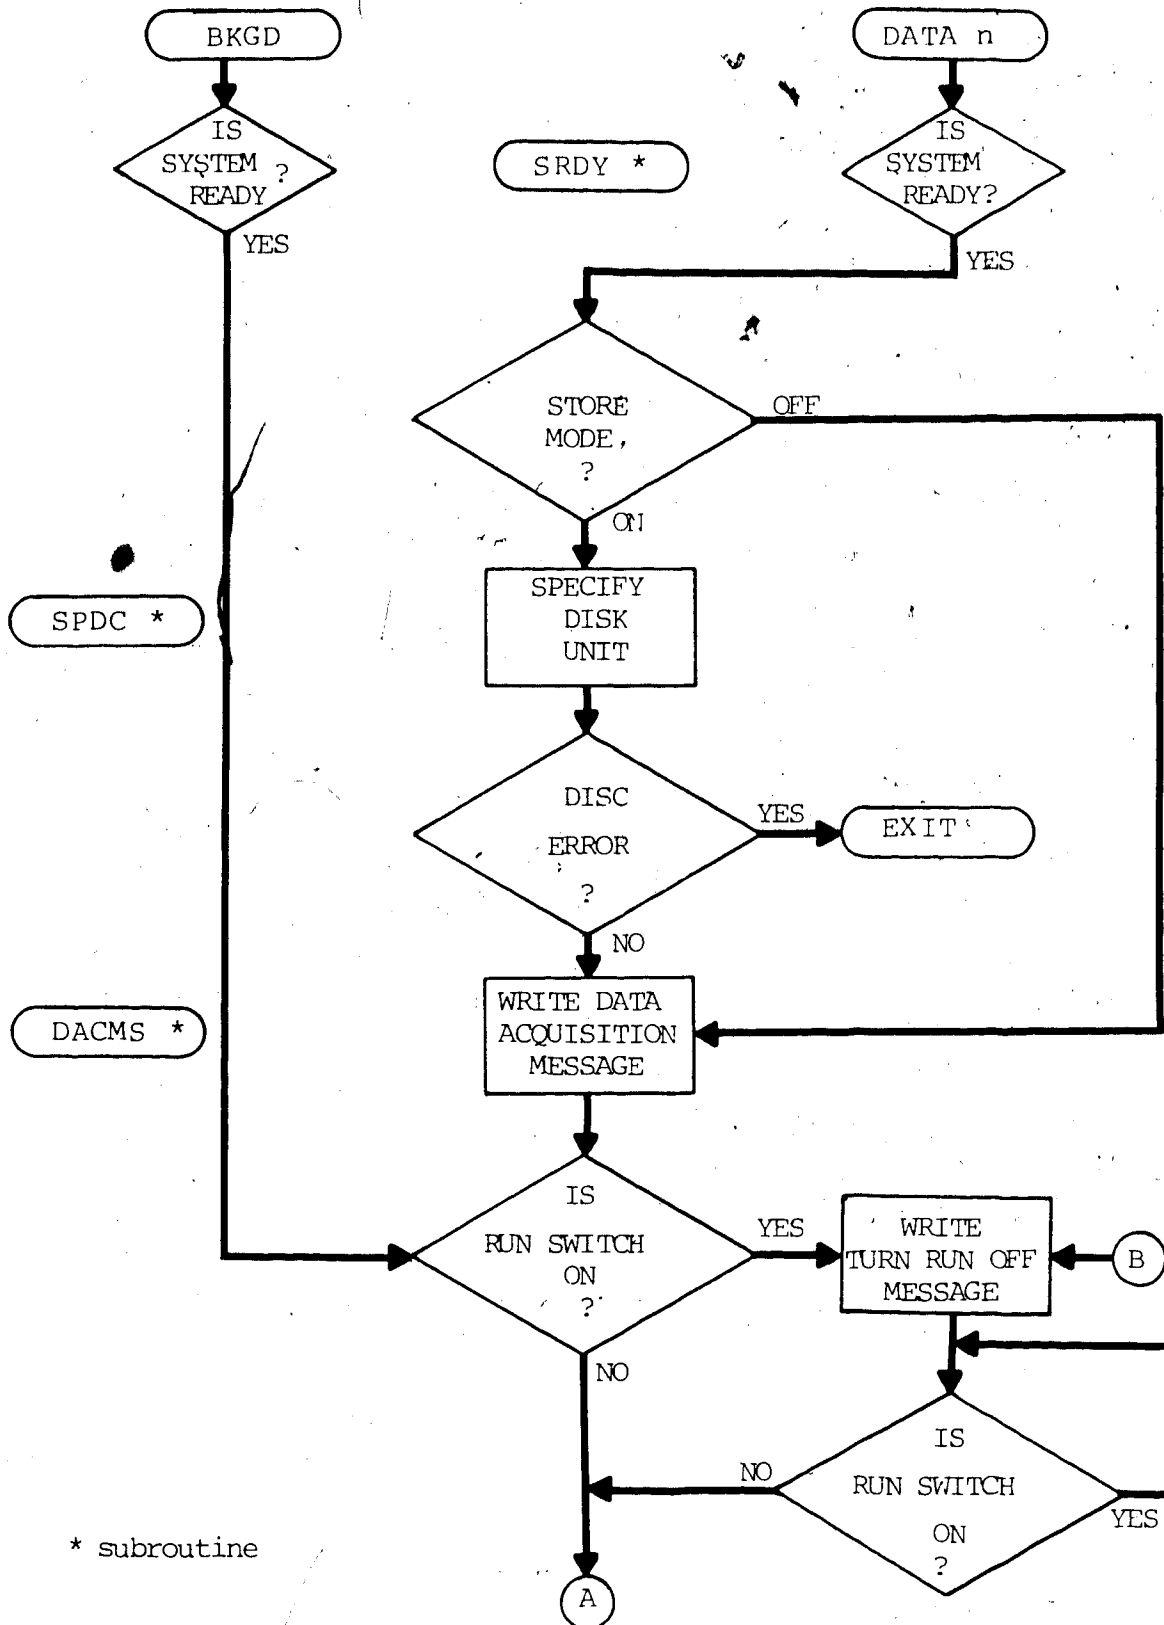 BKGD
DATA n
IS
SYSTEM ?
READY
YES
SRDY *
IS
SYSTEM
READY?
YES
STORE
MODE,
?
OFF
ON
SPECIFY
DISK
UNIT
SPDC *
DISC
ERROR
?
YES
EXIT
NO
WRITE DATA
ACQUISITION
MESSAGE
DACMS *
IS
RUN SWITCH
ON
?
YES
WRITE
TURN RUN OFF
MESSAGE
B
NO
IS
RUN SWITCH
ON
?
NO
YES
* subroutine
A